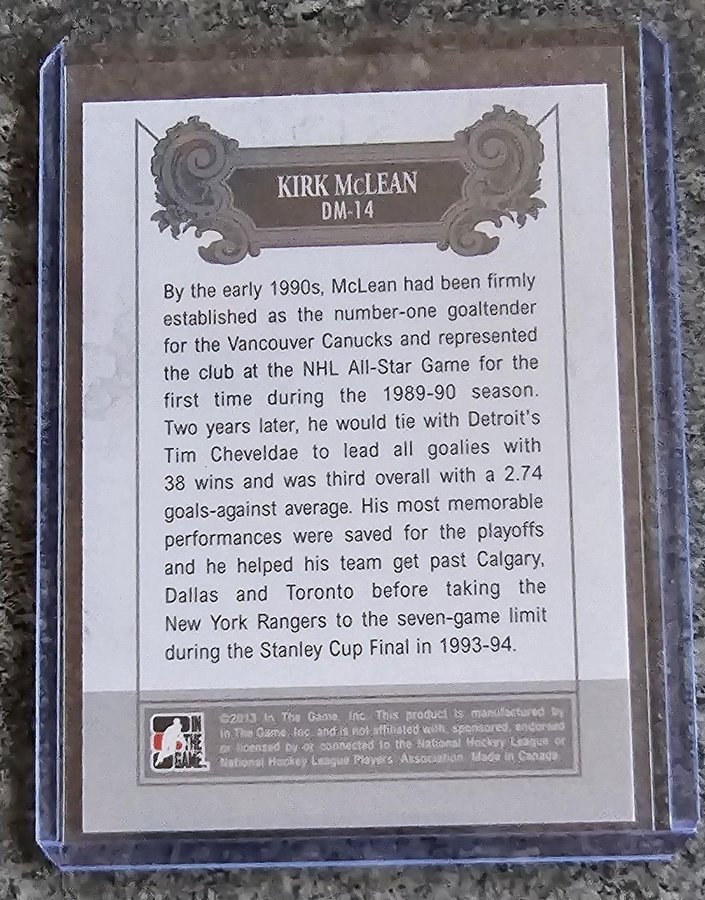 KIRK McLEAN
DM-14
By the early 1990s, McLean had been firmly
established as the number-one goaltender
for the Vancouver Canucks and represented
the club at the NHL All-Star Game for the
first time during the 1989-90 season.
Two years later, he would tie with Detroit's
Tim Cheveldae to lead all goalies with
38 wins and was third overall with a 2.74
goals-against average. His most memorable
performances were saved for the playoffs
and he helped his team get past Calgary,
Dallas and Toronto before taking the
New York Rangers to the seven-game limit
during the Stanley Cup Final in 1993-94.
IN
THE
GAME
©2013 In The Game, Inc. This product is manufactured by
In The Game, Inc. and is not affiliated with, sponsored, endorsed
or licensed by or connected to the National Hockey League or
National Hockey League Players Association. Made in Canada